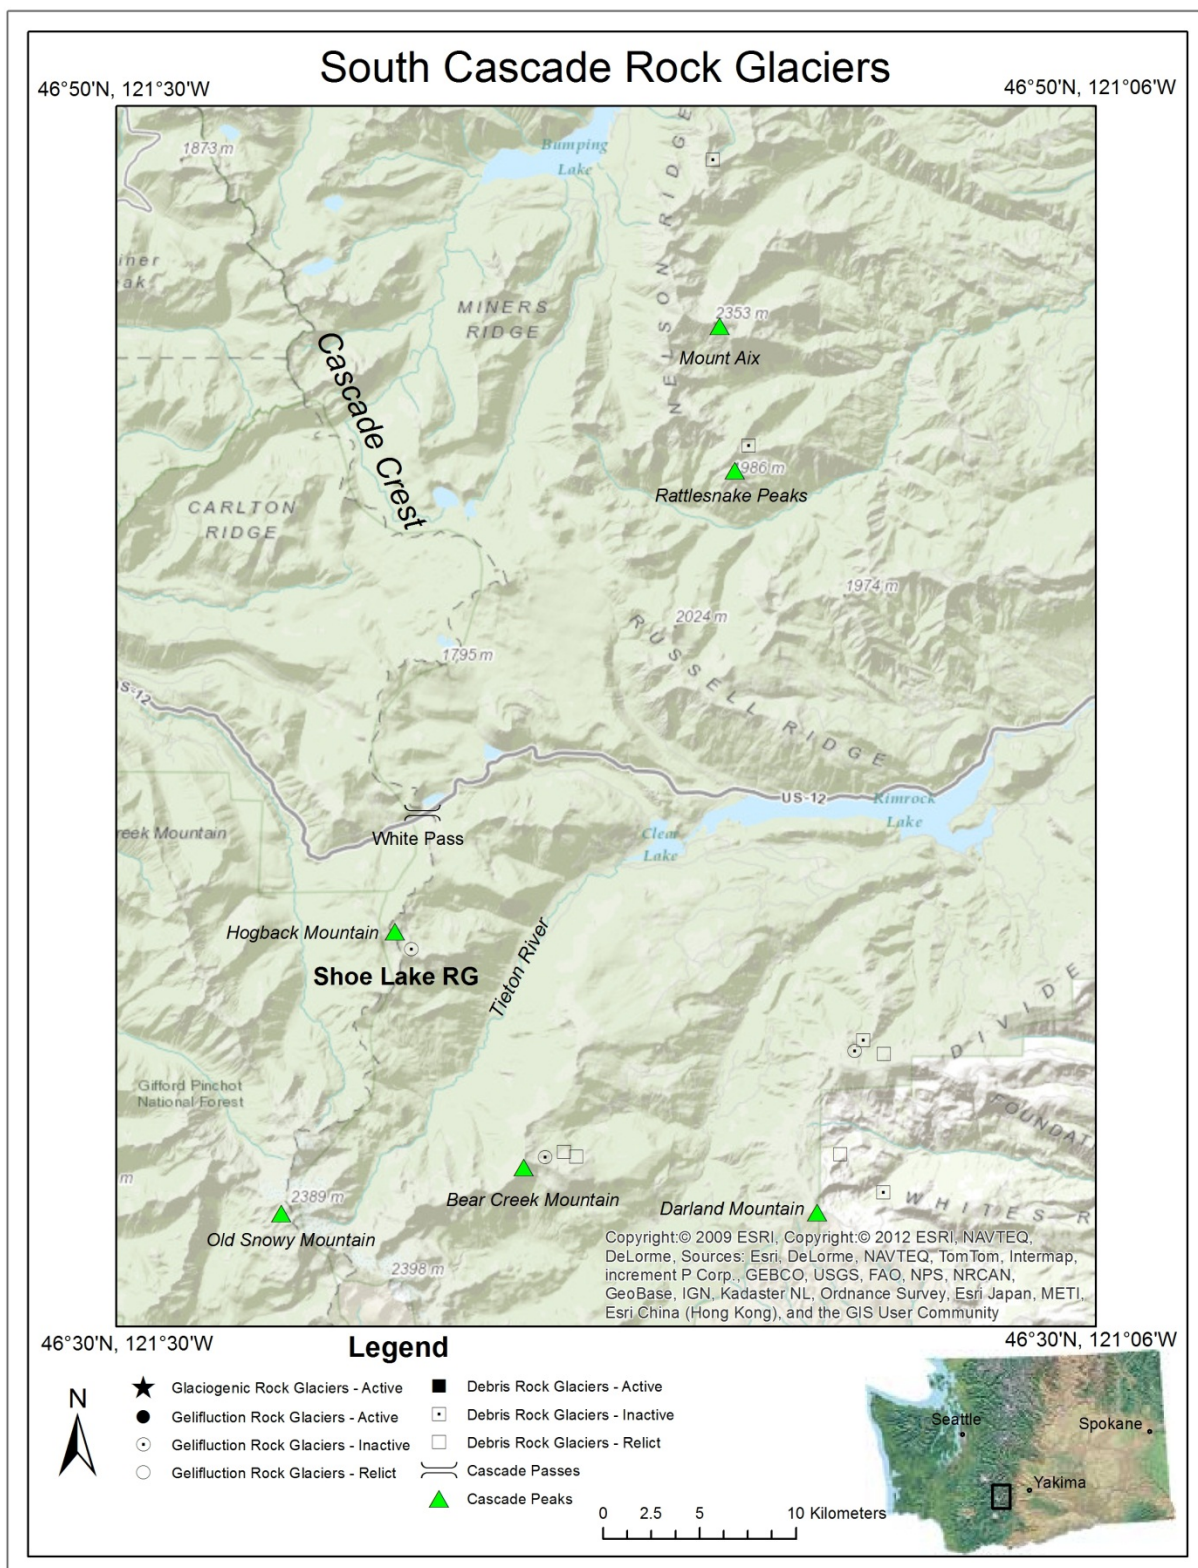 South Cascade Rock Glaciers
46°50'N, 121°30'W
46°50'N, 121°06'W
1873 m
Bumping
Lake
NELSON RIDGE
MINERS
RIDGE
2353 m
Mount Aix
Cascade Crest
1986 m
Rattlesnake Peaks
CARLTON
RIDGE
1974 m
2024 m
RUSSELL RIDGE
1795 m
US-12
US-12
Rimrock
Lake
Clear
Lake
White Pass
reek Mountain
Hogback Mountain
Shoe Lake RG
Tieton River
DIVIDE
Gifford Pinchot
National Forest
FOUNDATI
m
2389 m
Bear Creek Mountain
Darland Mountain
WHITES R
Old Snowy Mountain
2398 m
Copyright:© 2009 ESRI, Copyright:© 2012 ESRI, NAVTEQ,
DeLorme, Sources: Esri, DeLorme, NAVTEQ, TomTom, Intermap,
increment P Corp., GEBCO, USGS, FAO, NPS, NRCAN,
GeoBase, IGN, Kadaster NL, Ordnance Survey, Esri Japan, METI,
Esri China (Hong Kong), and the GIS User Community
46°30'N, 121°30'W
46°30'N, 121°06'W
Legend
N
Glaciogenic Rock Glaciers - Active
Gelifluction Rock Glaciers - Active
Gelifluction Rock Glaciers - Inactive
Gelifluction Rock Glaciers - Relict
Debris Rock Glaciers - Active
Debris Rock Glaciers - Inactive
Debris Rock Glaciers - Relict
Cascade Passes
Cascade Peaks
0 2.5 5 10 Kilometers
Seattle
Spokane
Yakima